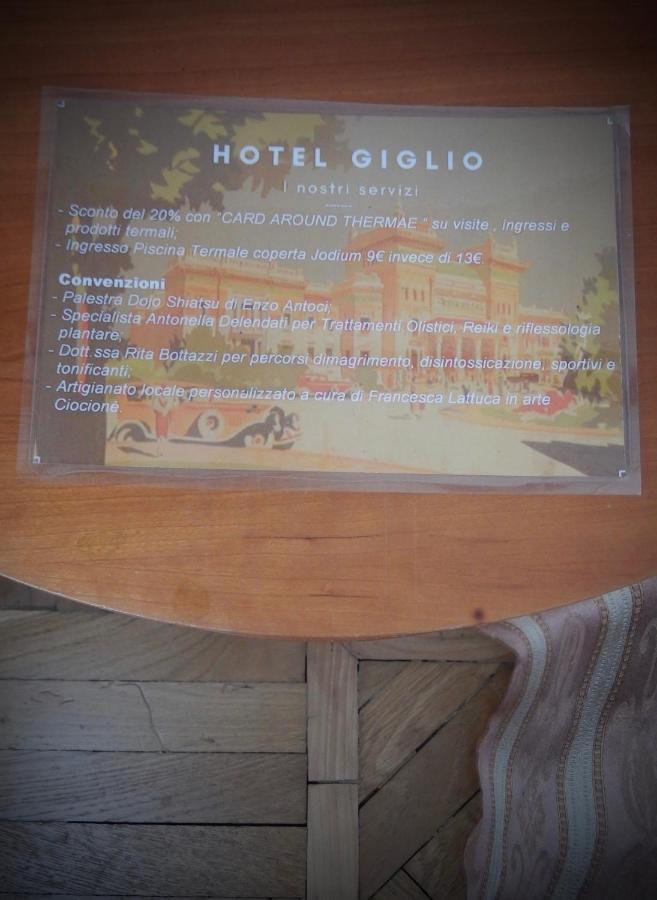 HOTEL GIGLIO
I nostri servizi
- Sconto del 20% con "CARD AROUND THERMAE " su visite , ingressi e
prodotti termali;
- Ingresso Piscina Termale coperta Jodium 9€ invece di 13€.
Convenzioni
- Palestra Dojo Shiatsu di Enzo Antoci;
- Specialista Antonella Delendati per Trattamenti Olistici, Reiki e riflessologia
plantare;
- Dott.ssa Rita Bottazzi per percorsi dimagrimento, disintossicazione, sportivi e
tonificanti;
- Artigianato locale personalizzato a cura di Francesca Lattuca in arte
Ciocionè.